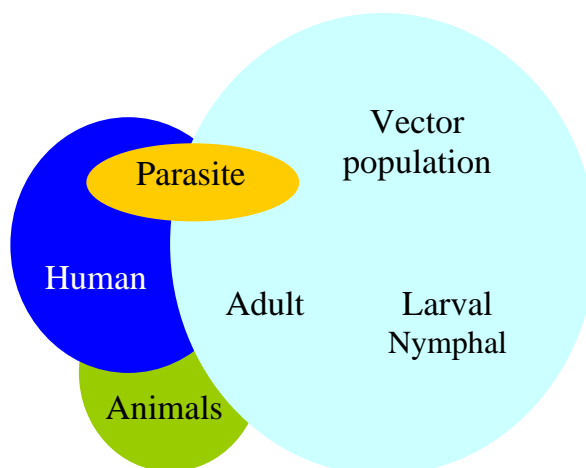 Vector
population
Parasite
Human
Adult
Larval
Nymphal
Animals